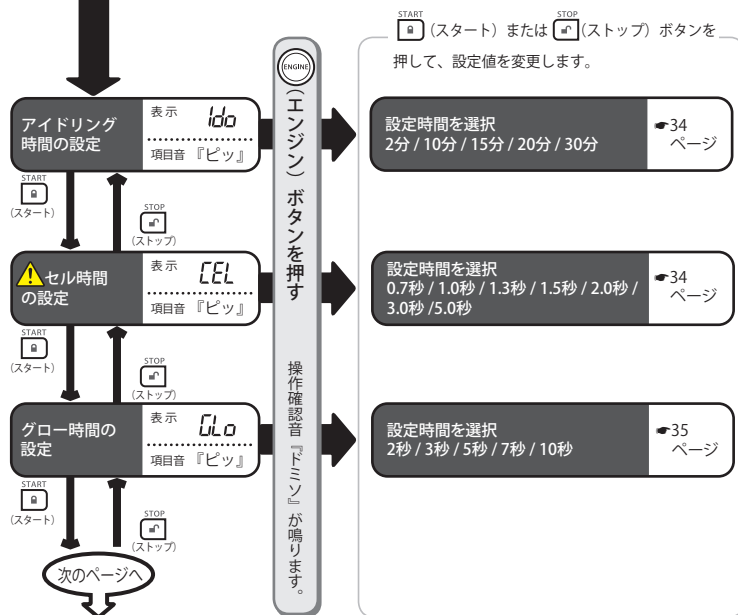 START
(スタート) または
STOP
(ストップ) ボタンを
押して、設定値を変更します。
アイドリング
時間の設定
表示 Ido
項目音 『ピッ』
ENGINE
(エンジン) ボタンを押す
操作確認音『ドミソ』が鳴ります。
設定時間を選択
2分 / 10分 / 15分 / 20分 / 30分
☛34
ページ
START
(スタート)
STOP
(ストップ)
セル時間
の設定
表示 CEL
項目音 『ピッ』
設定時間を選択
0.7秒 / 1.0秒 / 1.3秒 / 1.5秒 / 2.0秒 /
3.0秒 /5.0秒
☛34
ページ
START
(スタート)
STOP
(ストップ)
グロー時間の
設定
表示 GLo
項目音 『ピッ』
設定時間を選択
2秒 / 3秒 / 5秒 / 7秒 / 10秒
☛35
ページ
START
(スタート)
STOP
(ストップ)
次のページへ